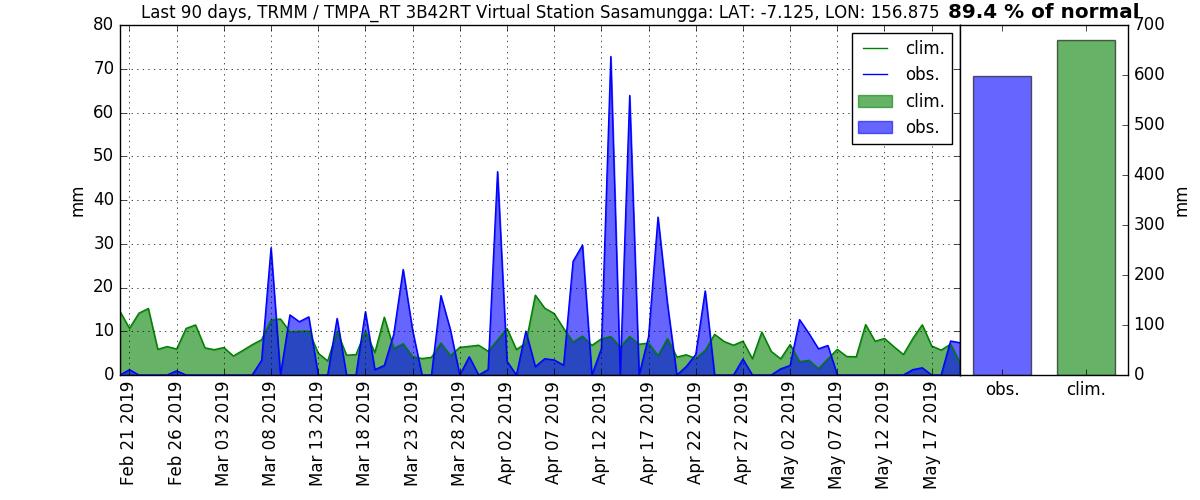 Last 90 days, TRMM / TMPA_RT 3B42RT Virtual Station Sasamungga: LAT: -7.125, LON: 156.875 89.4 % of normal
80
70
60
50
40
30
20
10
0
mm
clim.
obs.
clim.
obs.
700
600
500
400
300
200
100
0
mm
obs.
clim.
Feb 21 2019
Feb 26 2019
Mar 03 2019
Mar 08 2019
Mar 13 2019
Mar 18 2019
Mar 23 2019
Mar 28 2019
Apr 02 2019
Apr 07 2019
Apr 12 2019
Apr 17 2019
Apr 22 2019
Apr 27 2019
May 02 2019
May 07 2019
May 12 2019
May 17 2019